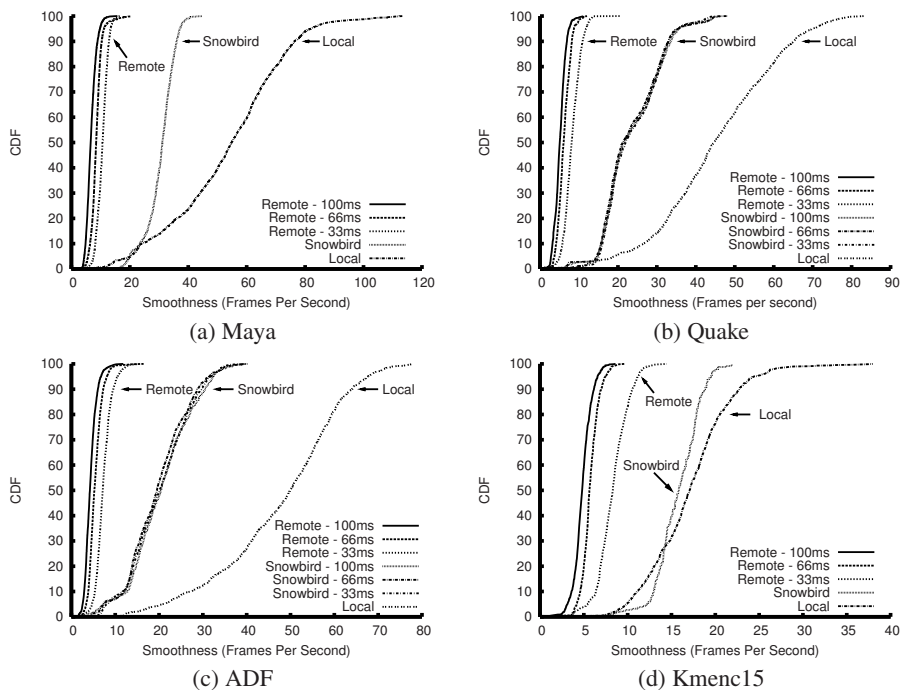 100
90
80
70
60
50
40
30
20
10
0
CDF
Remote
Snowbird
Local
Remote - 100ms
Remote - 66ms
Remote - 33ms
Snowbird
Local
0 20 40 60 80 100 120
Smoothness (Frames Per Second)
(a) Maya
100
90
80
70
60
50
40
30
20
10
0
CDF
Remote
Snowbird
Local
Remote - 100ms
Remote - 66ms
Remote - 33ms
Snowbird - 100ms
Snowbird - 66ms
Snowbird - 33ms
Local
0 10 20 30 40 50 60 70 80 90
Smoothness (Frames per second)
(b) Quake
100
90
80
70
60
50
40
30
20
10
0
CDF
Remote
Snowbird
Local
Remote - 100ms
Remote - 66ms
Remote - 33ms
Snowbird - 100ms
Snowbird - 66ms
Snowbird - 33ms
Local
0 10 20 30 40 50 60 70 80
Smoothness (Frames Per Second)
(c) ADF
100
90
80
70
60
50
40
30
20
10
0
CDF
Remote
Local
Snowbird
Remote - 100ms
Remote - 66ms
Remote - 33ms
Snowbird
Local
0 5 10 15 20 25 30 35 40
Smoothness (Frames Per Second)
(d) Kmenc15